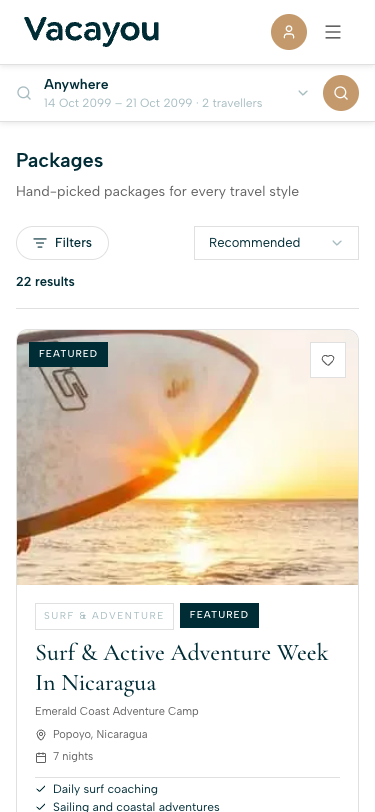 Vacayou
Anywhere
14 Oct 2099 – 21 Oct 2099 · 2 travellers
Packages
Hand-picked packages for every travel style
Filters
Recommended
22 results
FEATURED
SURF & ADVENTURE
FEATURED
Surf & Active Adventure Week
In Nicaragua
Emerald Coast Adventure Camp
Popoyo, Nicaragua
7 nights
Daily surf coaching
Sailing and coastal adventures